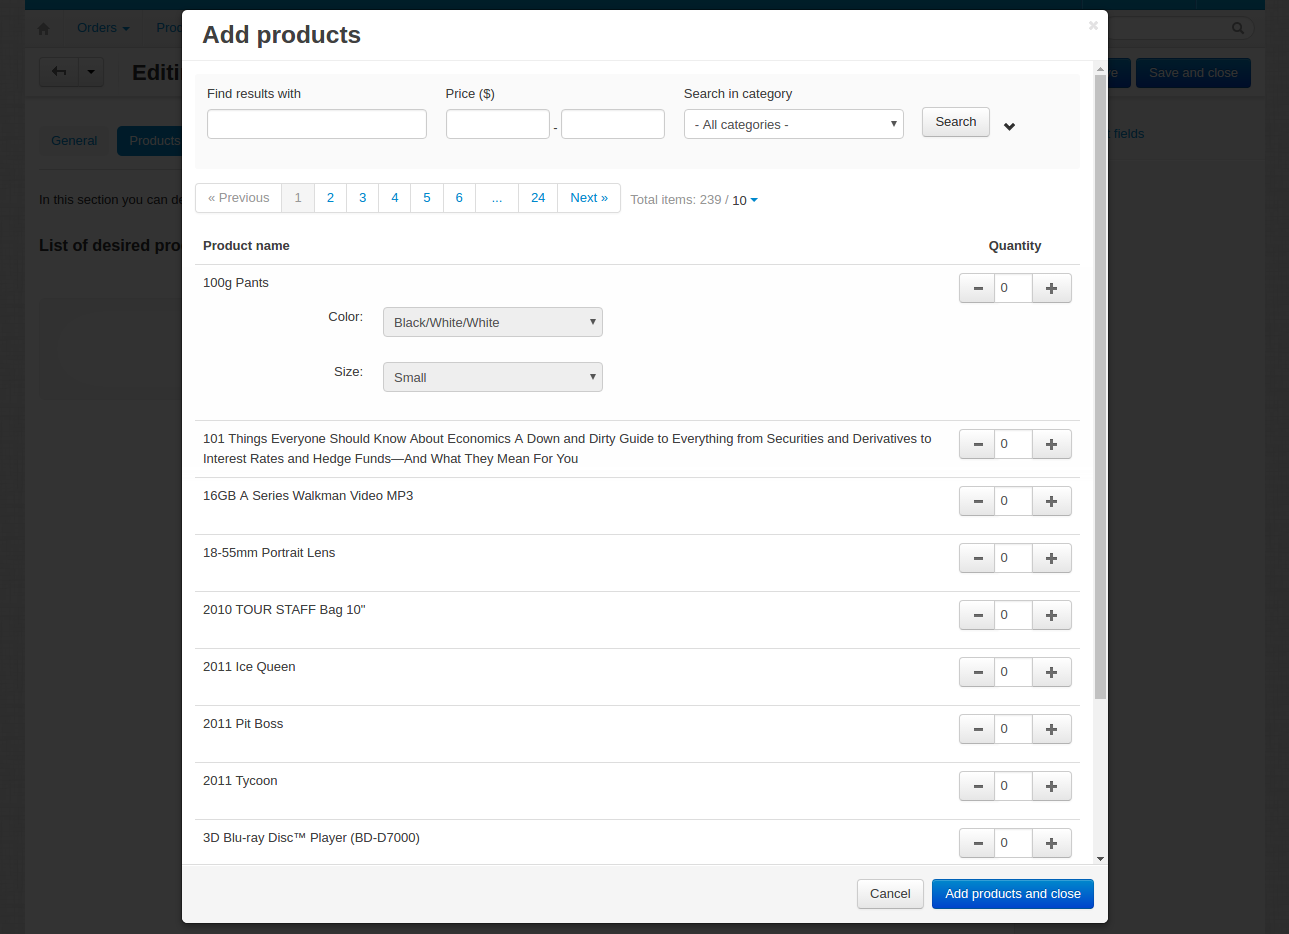 Orders
Add products
Save and close
Find results with
Price ($)
Search in category
-
- All categories -
Search
General
Products
fields
« Previous 1 2 3 4 5 6 ... 24 Next »
Total items: 239 / 10
In this section you can
List of desired
Product name
Quantity
100g Pants
0
Color:
Black/White/White
Size:
Small
101 Things Everyone Should Know About Economics A Down and Dirty Guide to Everything from Securities and Derivatives to
Interest Rates and Hedge Funds—And What They Mean For You
0
16GB A Series Walkman Video MP3
0
18-55mm Portrait Lens
0
2010 TOUR STAFF Bag 10"
0
2011 Ice Queen
0
2011 Pit Boss
0
2011 Tycoon
0
3D Blu-ray Disc™ Player (BD-D7000)
0
Cancel
Add products and close